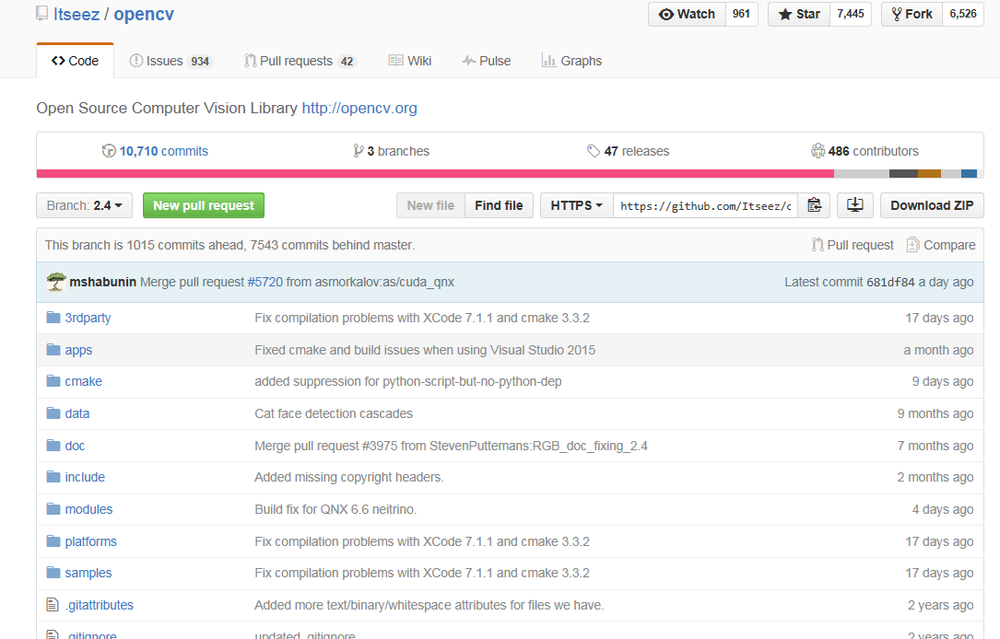 Itseez / opencv Watch 961 Star 7,445 Fork 6,526
Code Issues 934 Pull requests 42 Wiki Pulse Graphs
Open Source Computer Vision Library http://opencv.org
10,710 commits 3 branches 47 releases 486 contributors
Branch: 2.4 New pull request New file Find file HTTPS https://github.com/Itseez/ Download ZIP
This branch is 1015 commits ahead, 7543 commits behind master. Pull request Compare
mshabunin Merge pull request #5720 from asmorkalov:as/cuda_qnx Latest commit 681df84 a day ago
3rdparty Fix compilation problems with XCode 7.1.1 and cmake 3.3.2 17 days ago
apps Fixed cmake and build issues when using Visual Studio 2015 a month ago
cmake added suppression for python-script-but-no-python-dep 9 days ago
data Cat face detection cascades 9 months ago
doc Merge pull request #3975 from StevenPuttemans:RGB_doc_fixing_2.4 7 months ago
include Added missing copyright headers. 2 months ago
modules Build fix for QNX 6.6 neitrino. 4 days ago
platforms Fix compilation problems with XCode 7.1.1 and cmake 3.3.2 17 days ago
samples Fix compilation problems with XCode 7.1.1 and cmake 3.3.2 17 days ago
.gitattributes Added more text/binary/whitespace attributes for files we have. 2 years ago
.gitignore updated .gitignore 2 years ago